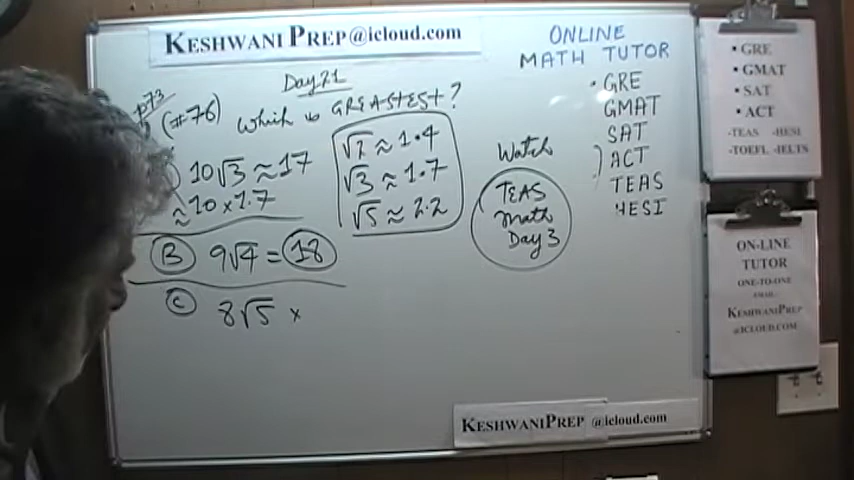 KESHWANI PREP@icloud.com
Day 21
p73
(#76) Which is GREATEST?
10√3 ≈ 17
≈ 10 × 1.7
√2 ≈ 1.4
√3 ≈ 1.7
√5 ≈ 2.2
B 9√4 = 18
C 8√5 ×
Watch
TEAS
Math
Day 3
ONLINE
MATH TUTOR
• GRE
GMAT
SAT
ACT
TEAS
HESI
KESHWANIPREP @icloud.com
• GRE
• GMAT
• SAT
• ACT
-TEAS -HESI
-TOEFL -IELTS
ON-LINE
TUTOR
ONE-TO-ONE
EMAIL
KESHWANIPREP
@ICLOUD.COM